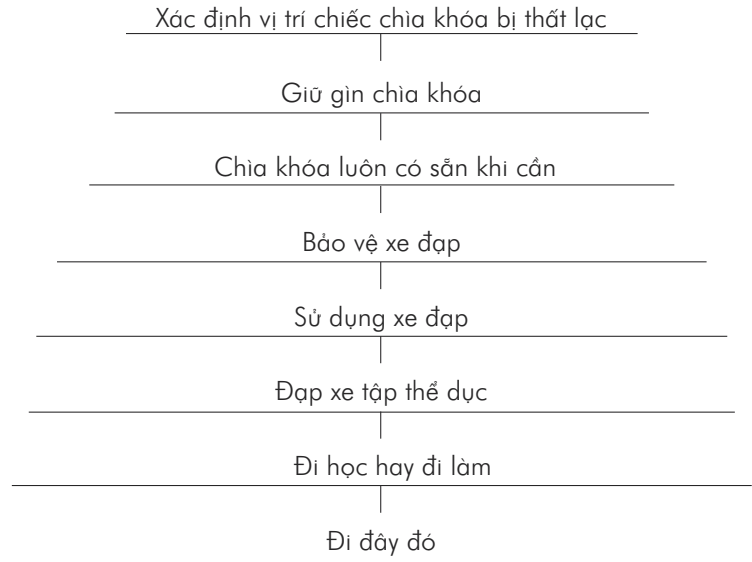 Xác định vị trí chiếc chìa khóa bị thất lạc
Giữ gìn chìa khóa
Chìa khóa luôn có sẵn khi cần
Bảo vệ xe đạp
Sử dụng xe đạp
Đạp xe tập thể dục
Đi học hay đi làm
Đi đây đó